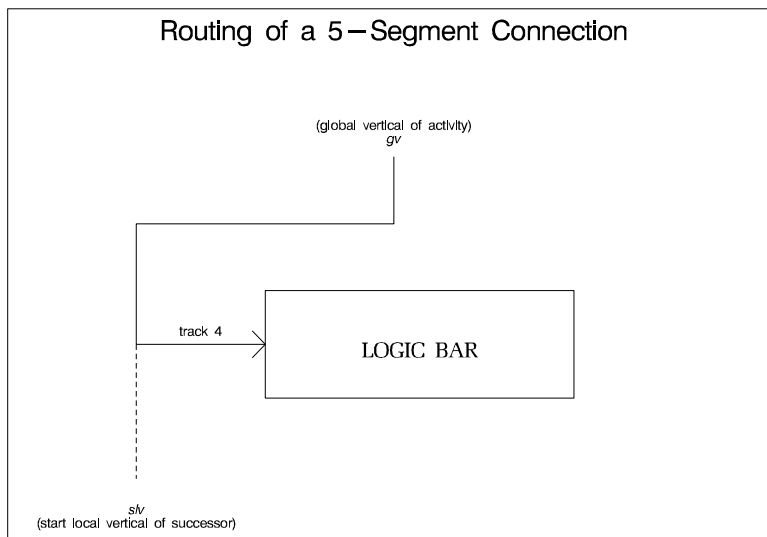 Routing of a 5-Segment Connection
(global vertical of activity)
gv
track 4
LOGIC BAR
slv
(start local vertical of successor)